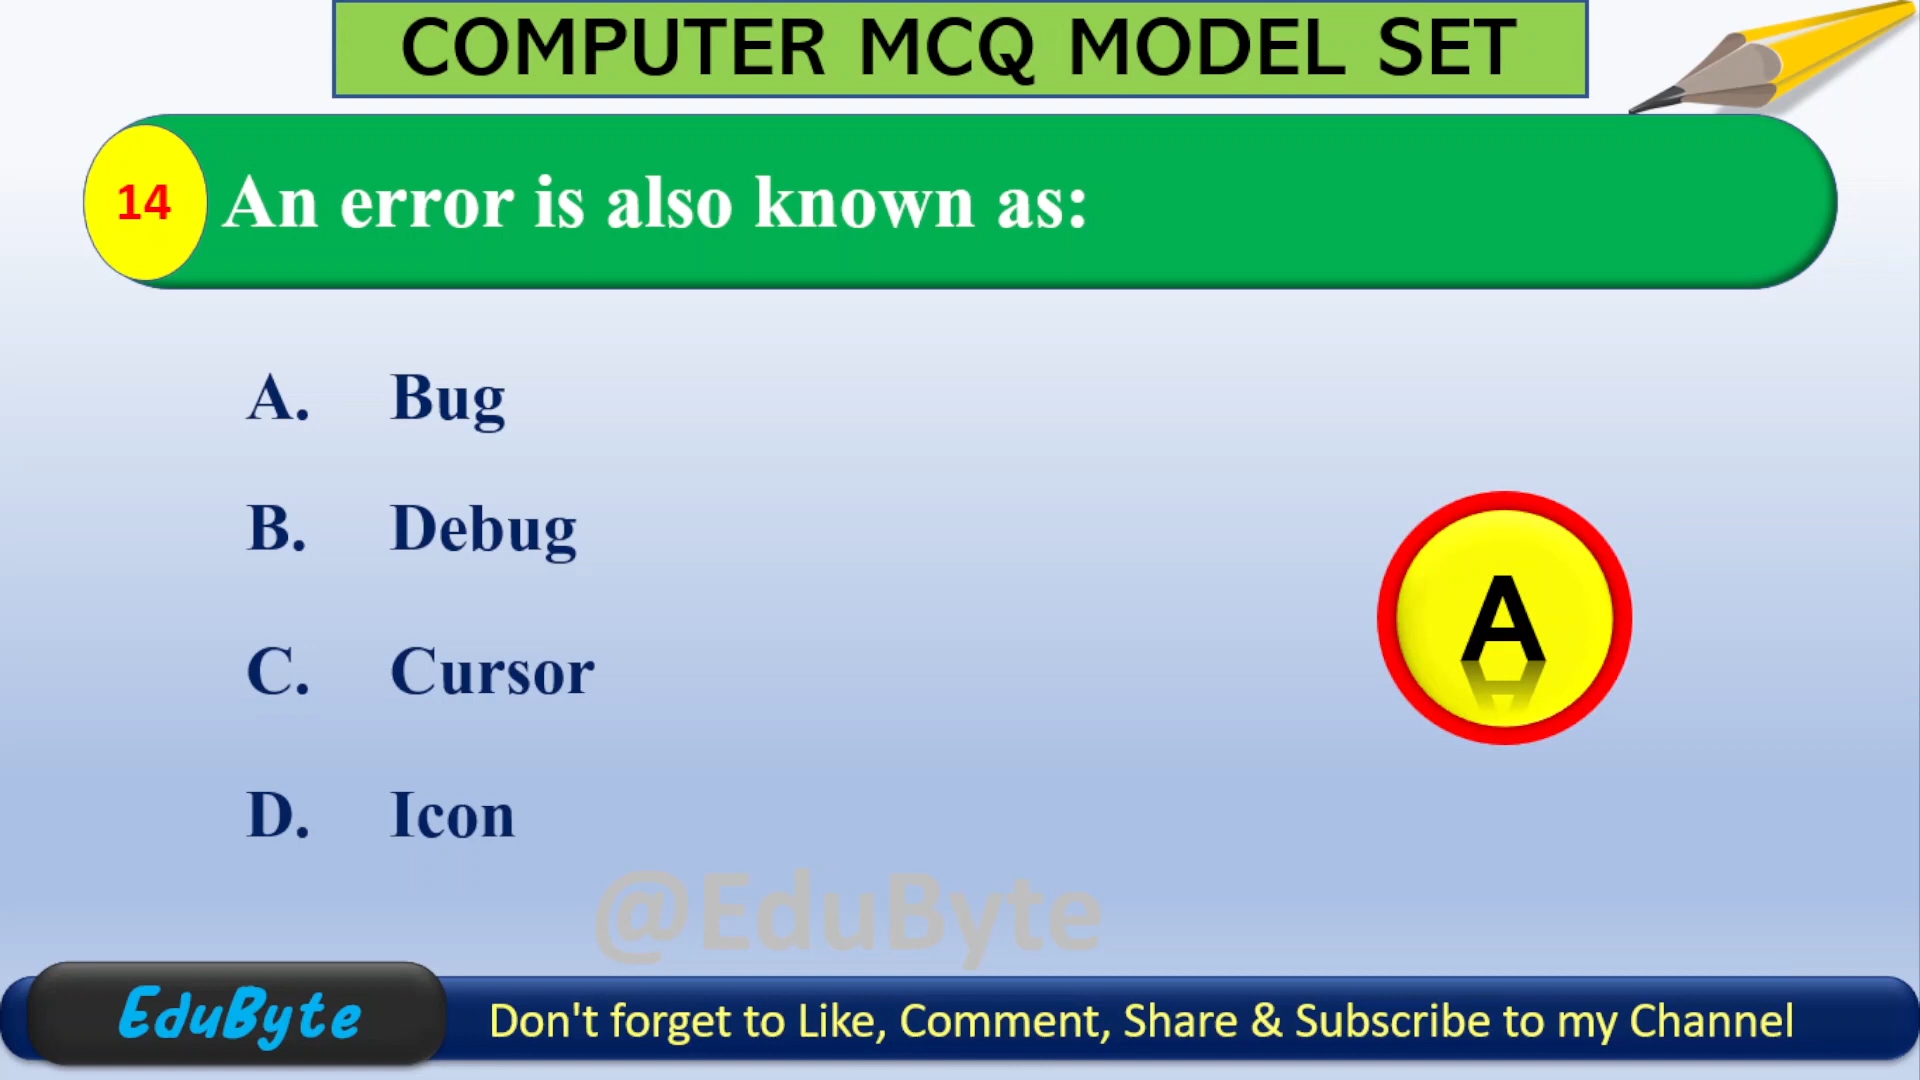 COMPUTER MCQ MODEL SET
14 An error is also known as:
A. Bug
B. Debug
C. Cursor
D. Icon
A
@EduByte
EduByte Don't forget to Like, Comment, Share & Subscribe to my Channel